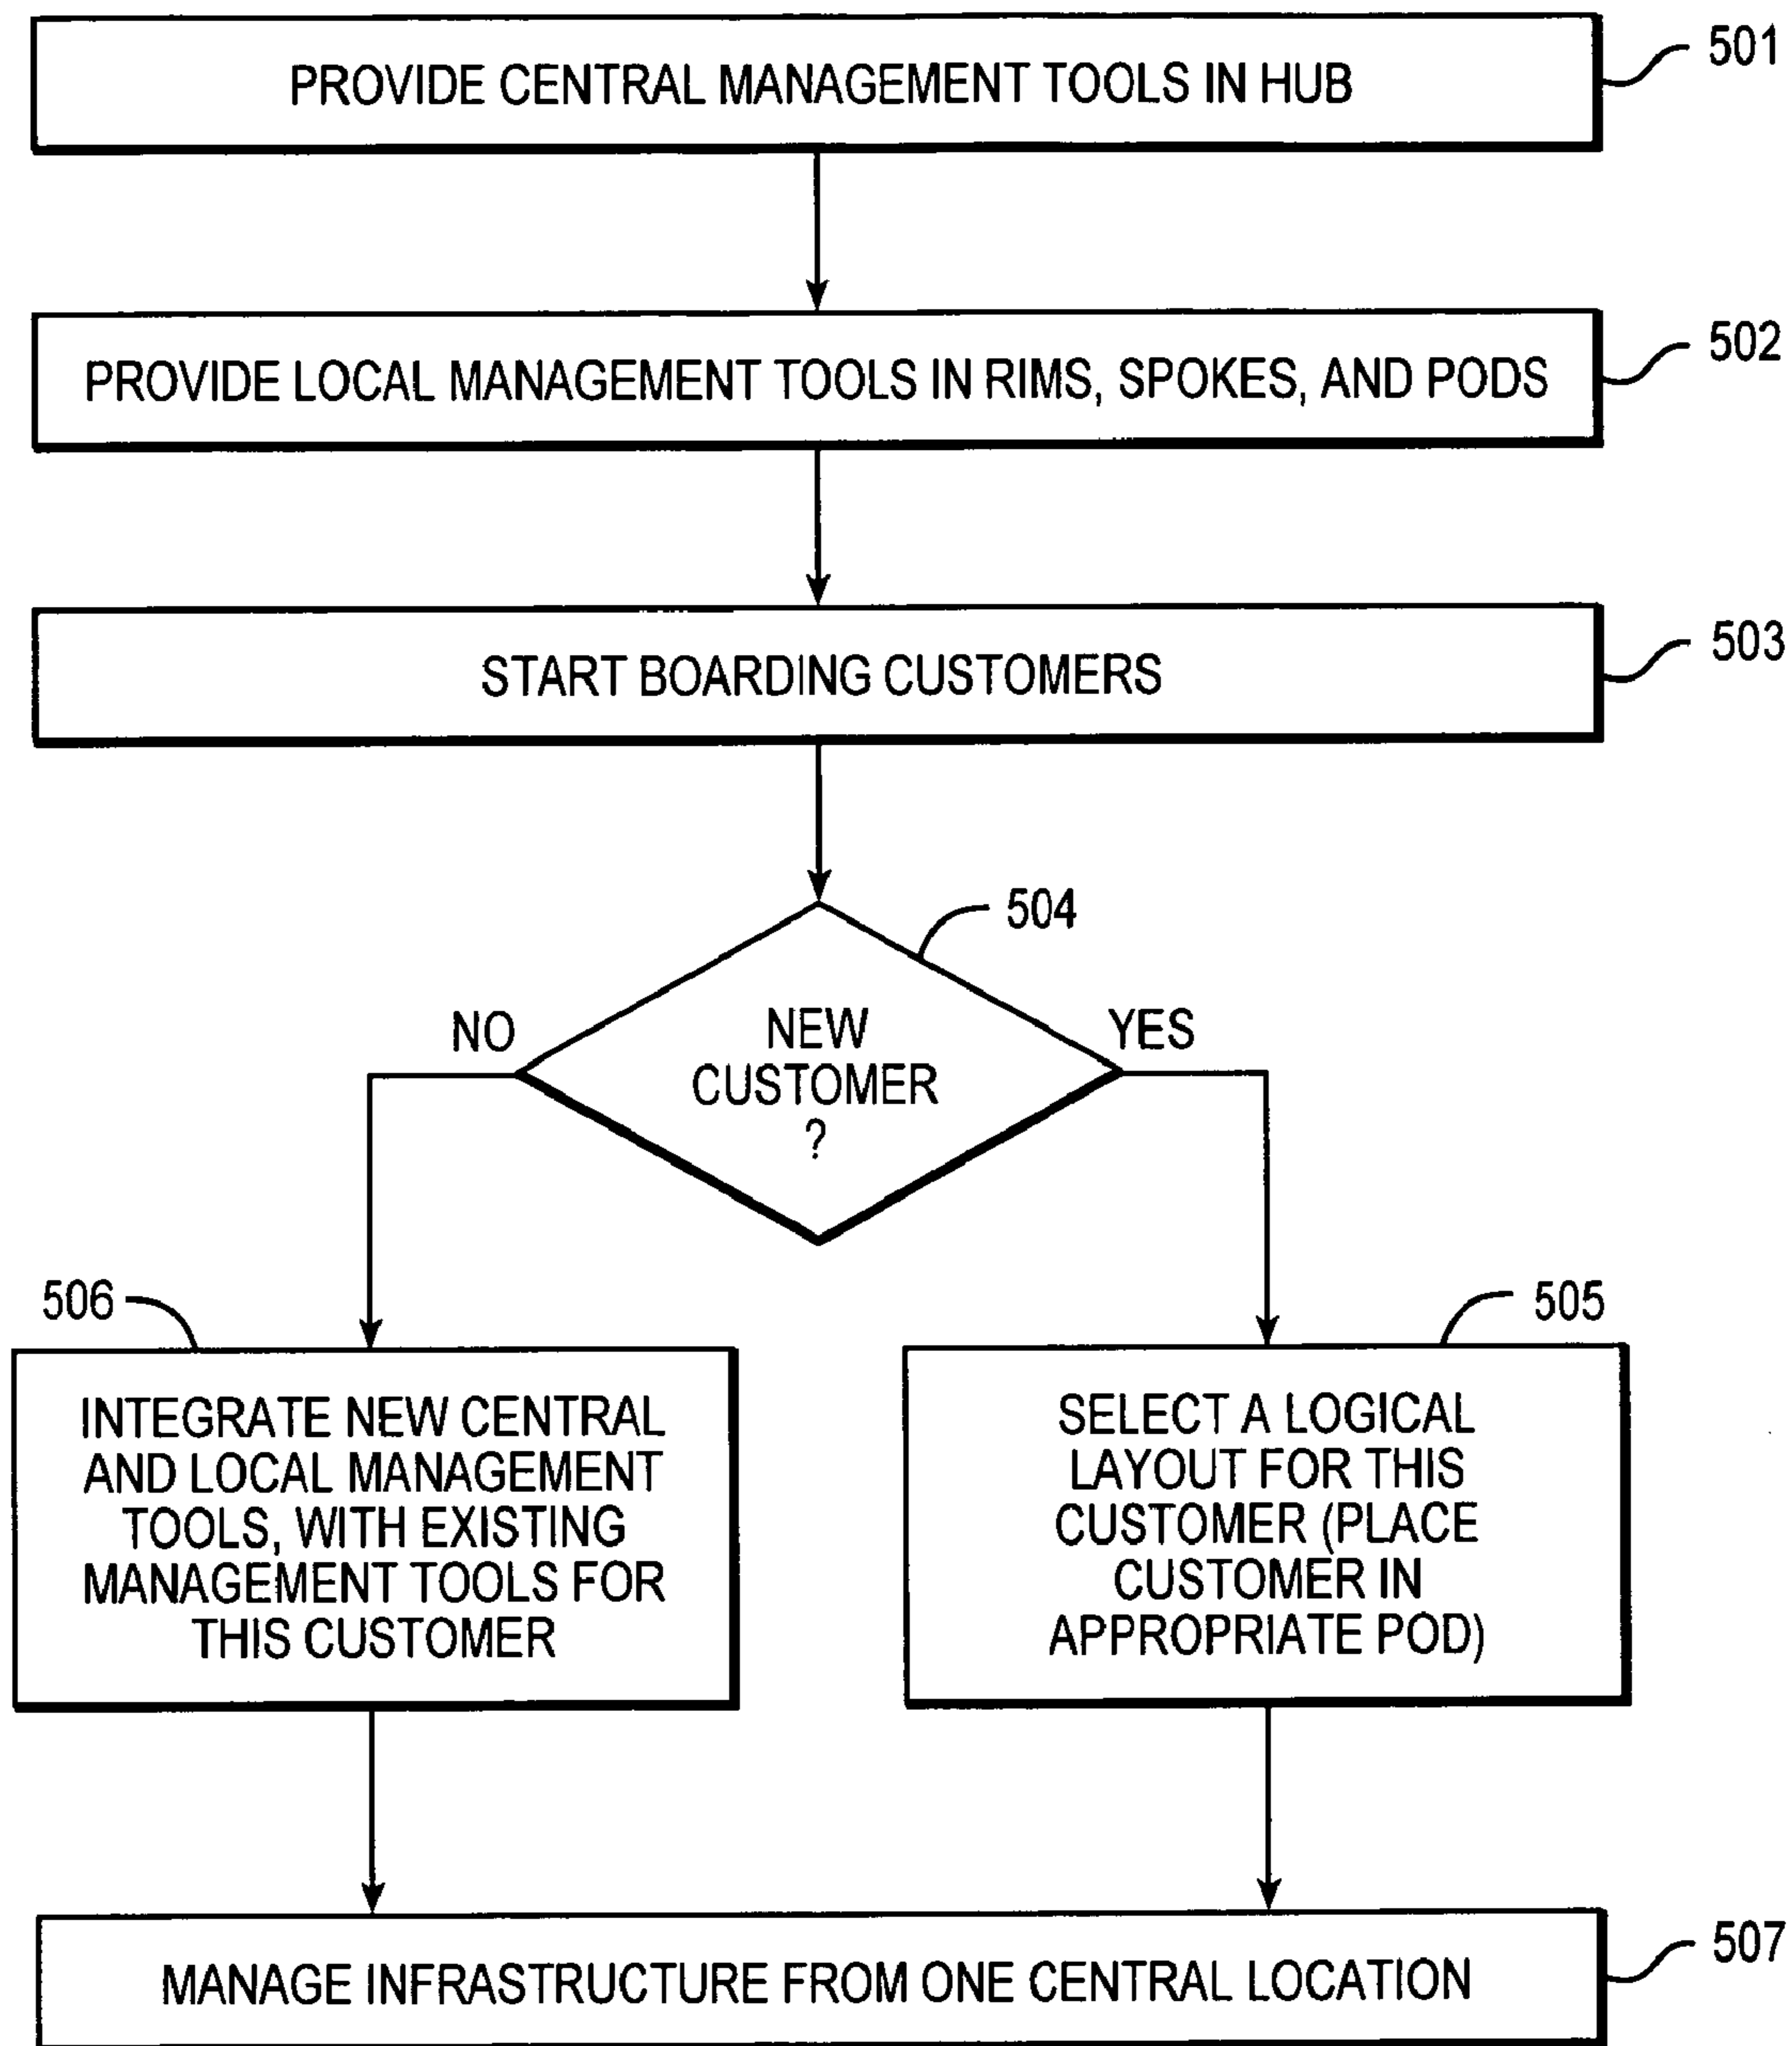 PROVIDE CENTRAL MANAGEMENT TOOLS IN HUB
501
PROVIDE LOCAL MANAGEMENT TOOLS IN RIMS, SPOKES, AND PODS
502
START BOARDING CUSTOMERS
503
504
NO
NEW
CUSTOMER
?
YES
506
INTEGRATE NEW CENTRAL
AND LOCAL MANAGEMENT
TOOLS, WITH EXISTING
MANAGEMENT TOOLS FOR
THIS CUSTOMER
505
SELECT A LOGICAL
LAYOUT FOR THIS
CUSTOMER (PLACE
CUSTOMER IN
APPROPRIATE POD)
MANAGE INFRASTRUCTURE FROM ONE CENTRAL LOCATION
507